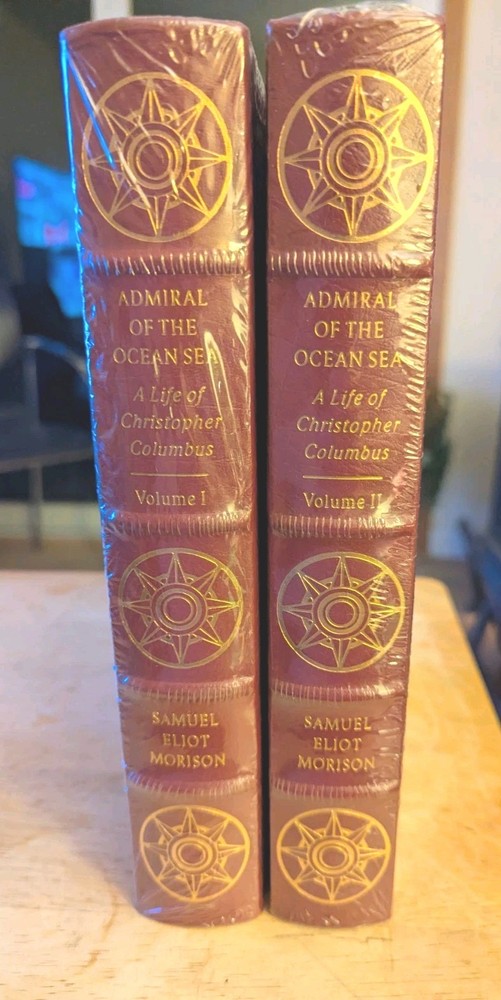 ADMIRAL
OF THE
OCEAN SEA
A Life of
Christopher
Columbus
Volume I
SAMUEL
ELIOT
MORISON
ADMIRAL
OF THE
OCEAN SEA
A Life of
Christopher
Columbus
Volume II
SAMUEL
ELIOT
MORISON